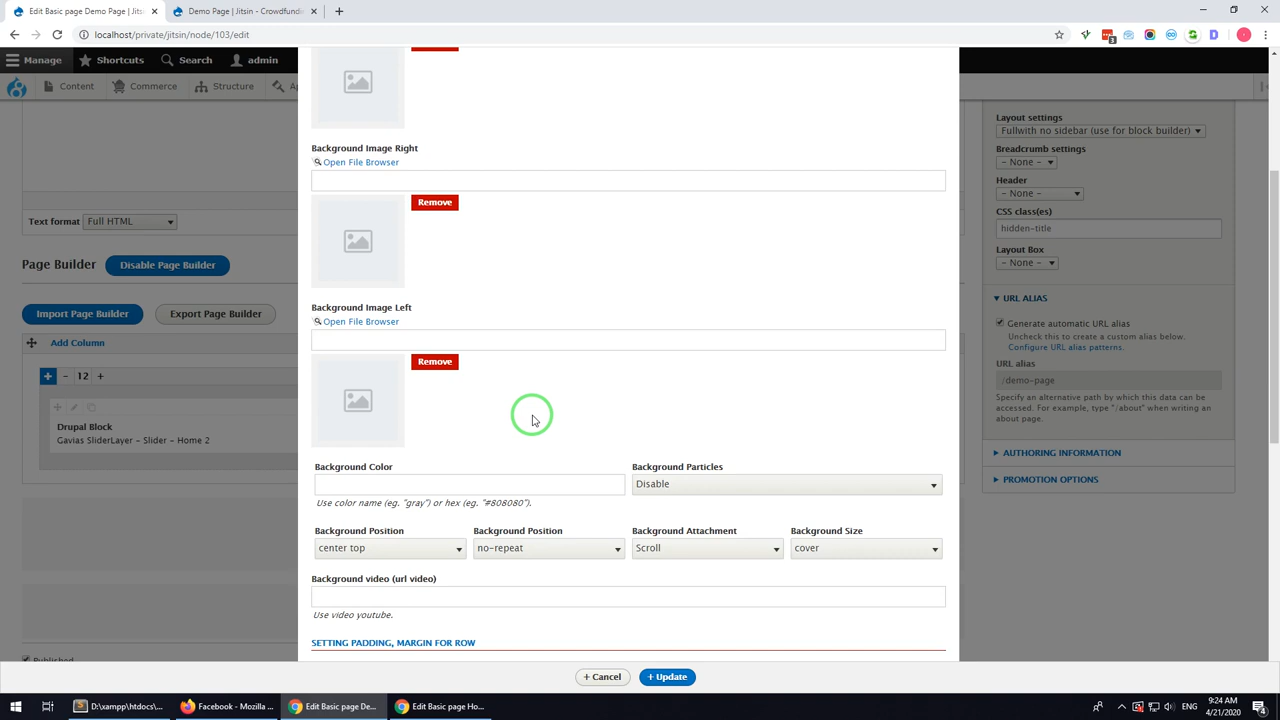 Edit Basic page Demo Page | Jitsin
Demo Page | Jitsin - Crowdfundin
localhost/private/jitsin/node/103/edit
3
Manage
Shortcuts
Search
admin
Content
Commerce
Structure
Background Image Right
Open File Browser
Remove
Background Image Left
Open File Browser
Remove
Background Color
Background Particles
Disable
Use color name (eg. "gray") or hex (eg. "#808080").
Background Position
Background Position
Background Attachment
Background Size
center top
no-repeat
Scroll
cover
Background video (url video)
Use video youtube.
SETTING PADDING, MARGIN FOR ROW
+ Cancel
+ Update
Text format
Full HTML
Page Builder
Disable Page Builder
Import Page Builder
Export Page Builder
Add Column
- 12 +
Drupal Block
Gavias SliderLayer - Slider - Home 2
Published
Layout settings
Fullwith no sidebar (use for block builder)
Breadcrumb settings
- None -
Header
- None -
CSS class(es)
hidden-title
Layout Box
- None -
URL ALIAS
Generate automatic URL alias
Uncheck this to create a custom alias below.
Configure URL alias patterns.
URL alias
/demo-page
Specify an alternative path by which this data can be
accessed. For example, type "/about" when writing an
about page.
AUTHORING INFORMATION
PROMOTION OPTIONS
D:\xampp\htdocs\...
Facebook - Mozilla ...
Edit Basic page De...
Edit Basic page Ho...
ENG
9:24 AM
4/21/2020
4